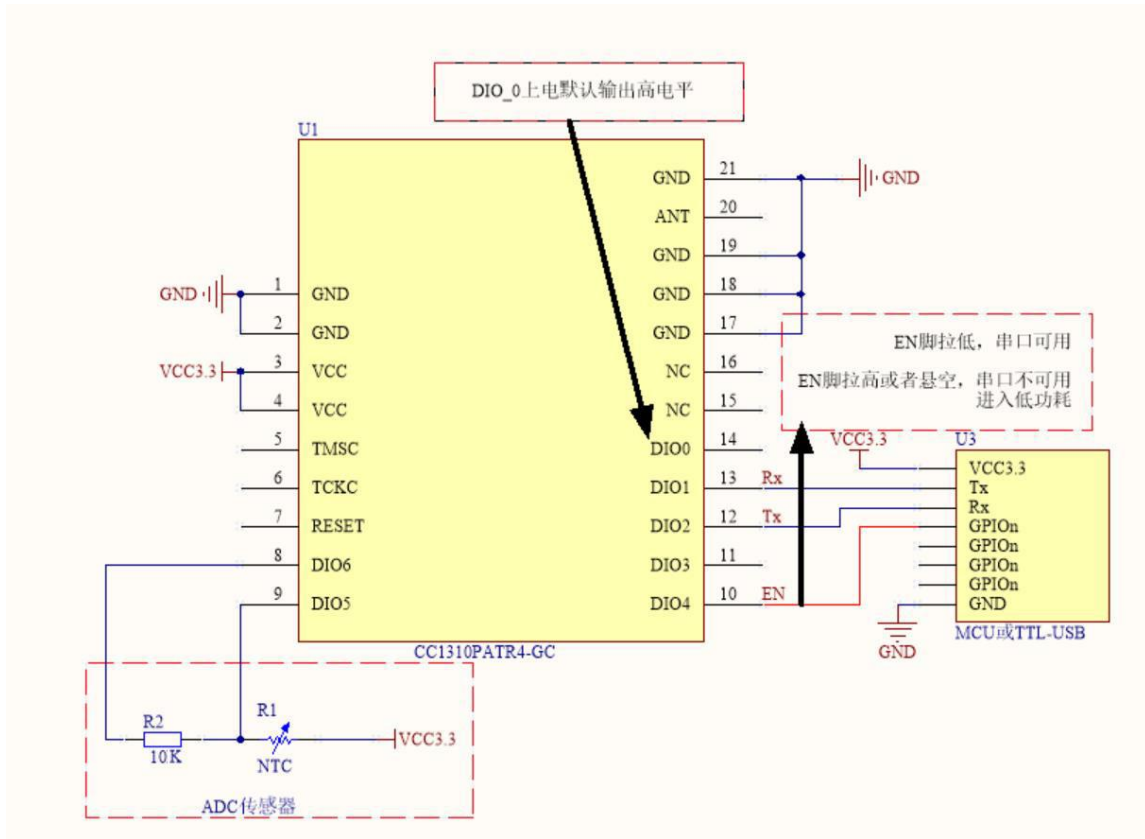 DIO_0上电默认输出高电平
U1
GND
21
GND
ANT
20
GND
19
GND
1
GND
GND
18
2
GND
GND
17
EN脚拉低，串口可用
EN脚拉高或者悬空，串口不可用
进入低功耗
VCC3.3
3
VCC
NC
16
4
VCC
NC
15
5
TMSC
DIO0
14
VCC3.3
U3
VCC3.3
6
TCKC
DIO1
13
Rx
Tx
Rx
7
RESET
DIO2
12
Tx
GPIOn
GPIOn
8
DIO6
DIO3
11
GPIOn
GPIOn
9
DIO5
DIO4
10
EN
GND
GND
MCU或TTL-USB
CC1310PATR4-GC
R2
10K
R1
NTC
VCC3.3
ADC传感器